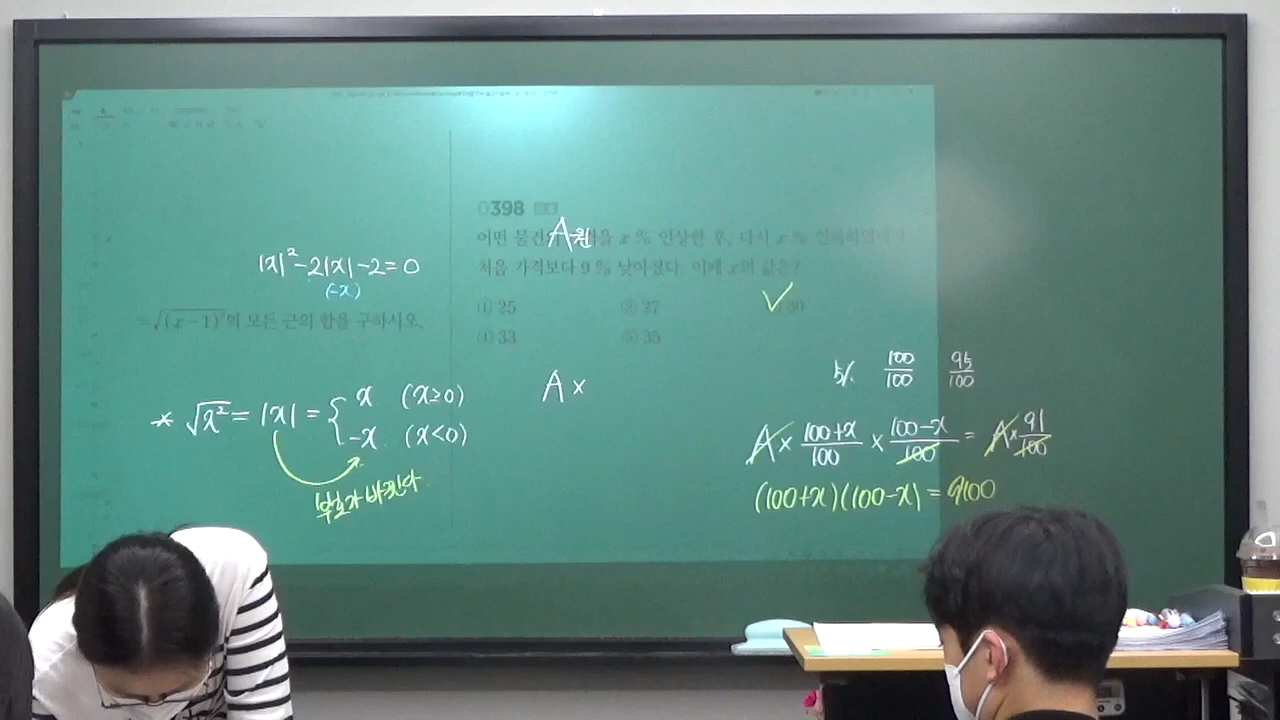 |x|² - 2|x| - 2 = 0
(-x)
= √(x-1)²의 모든 근의 합을 구하시오.
* √x² = |x| = { x (x≥0)
-x (x<0)
부호가 바뀐다
0398
A원
어떤 물건의 을 x % 인상한 후, 다시 x % 인하하였더니
처음 가격보다 9 % 낮아졌다. 이때 x의 값은?
① 25 ② 27 ✓ 30
④ 33 ⑤ 35
A ×
5% 100/100 95/100
A × (100+x)/100 × (100-x)/100 = A × 91/100
(100+x)(100-x) = 9100